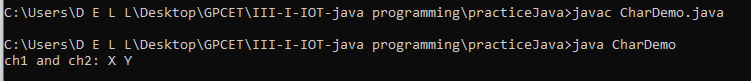 C:\Users\D E L L\Desktop\GPCET\III-I-IOT-java programming\practiceJava>javac CharDemo.java
C:\Users\D E L L\Desktop\GPCET\III-I-IOT-java programming\practiceJava>java CharDemo
ch1 and ch2: X Y